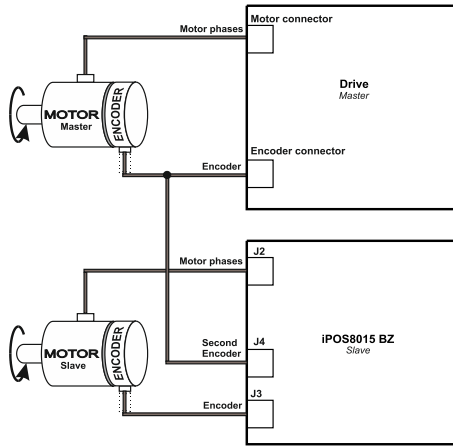 Motor connector
Motor phases
Drive
Master
MOTOR
Master
ENCODER
Encoder connector
Encoder
J2
Motor phases
iPOS8015 BZ
Slave
MOTOR
Slave
ENCODER
Second
Encoder
J4
J3
Encoder